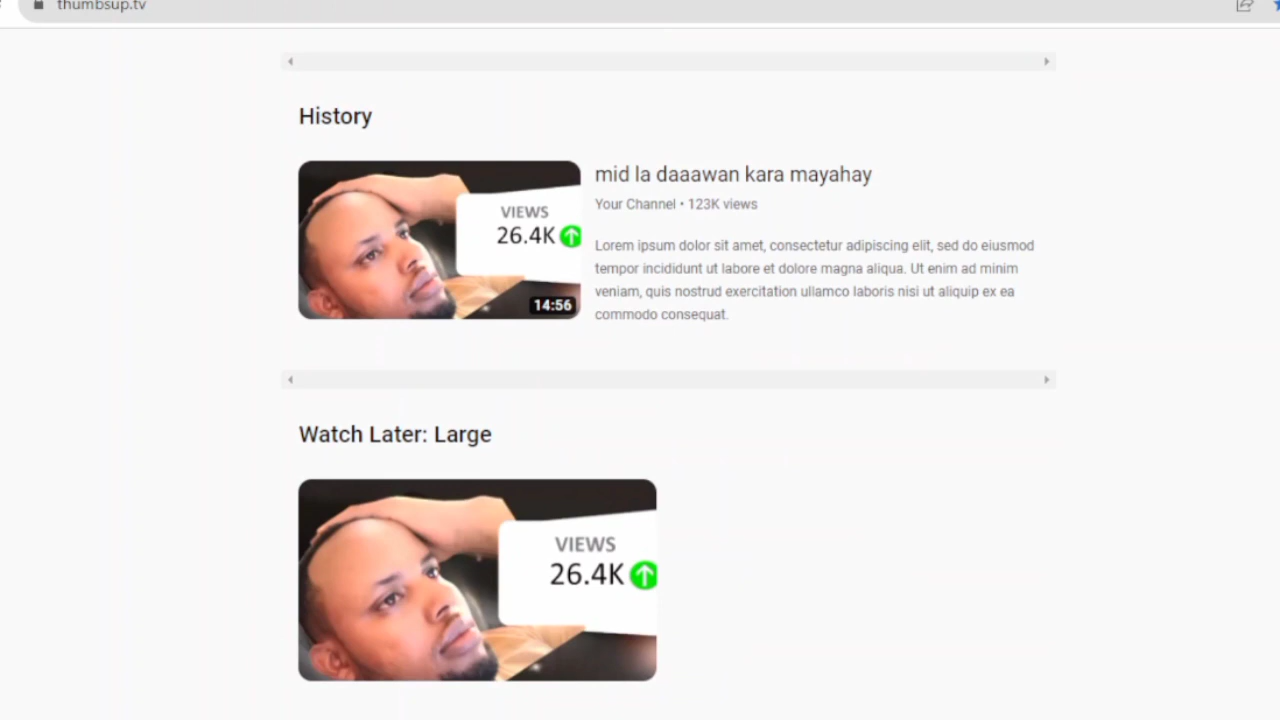 thumbsup.tv
History
VIEWS
26.4K
14:56
mid la daaawan kara mayahay
Your Channel • 123K views
Lorem ipsum dolor sit amet, consectetur adipiscing elit, sed do eiusmod
tempor incididunt ut labore et dolore magna aliqua. Ut enim ad minim
veniam, quis nostrud exercitation ullamco laboris nisi ut aliquip ex ea
commodo consequat.
Watch Later: Large
VIEWS
26.4K